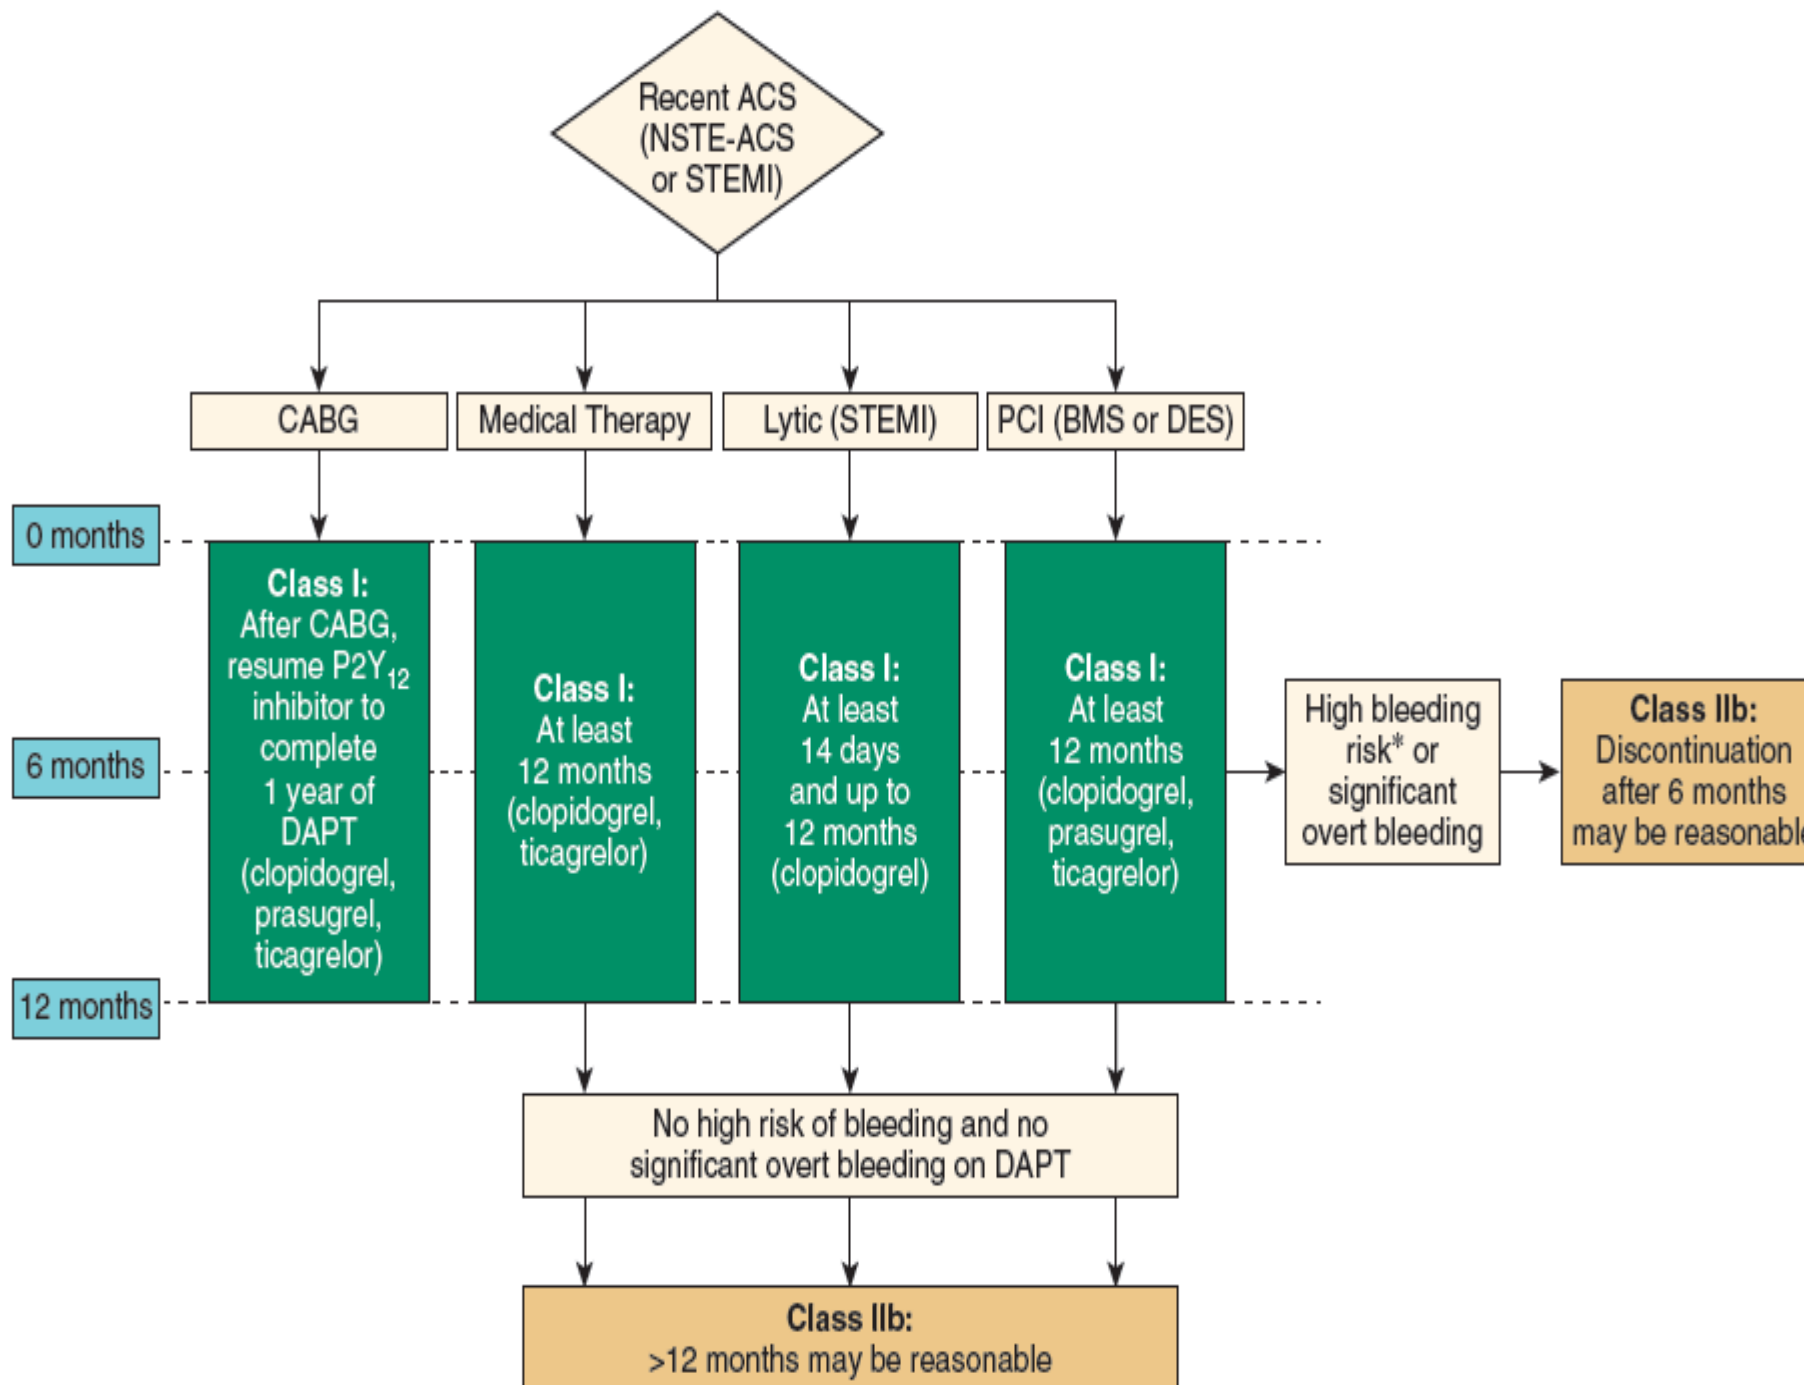 Recent ACS
(NSTE-ACS
or STEMI)
CABG
Medical Therapy
Lytic (STEMI)
PCI (BMS or DES)
0 months
6 months
12 months
Class I:
After CABG,
resume P2Y12
inhibitor to
complete
1 year of
DAPT
(clopidogrel,
prasugrel,
ticagrelor)
Class I:
At least
12 months
(clopidogrel,
ticagrelor)
Class I:
At least
14 days
and up to
12 months
(clopidogrel)
Class I:
At least
12 months
(clopidogrel,
prasugrel,
ticagrelor)
High bleeding
risk* or
significant
overt bleeding
Class IIb:
Discontinuation
after 6 months
may be reasonable
No high risk of bleeding and no
significant overt bleeding on DAPT
Class IIb:
>12 months may be reasonable